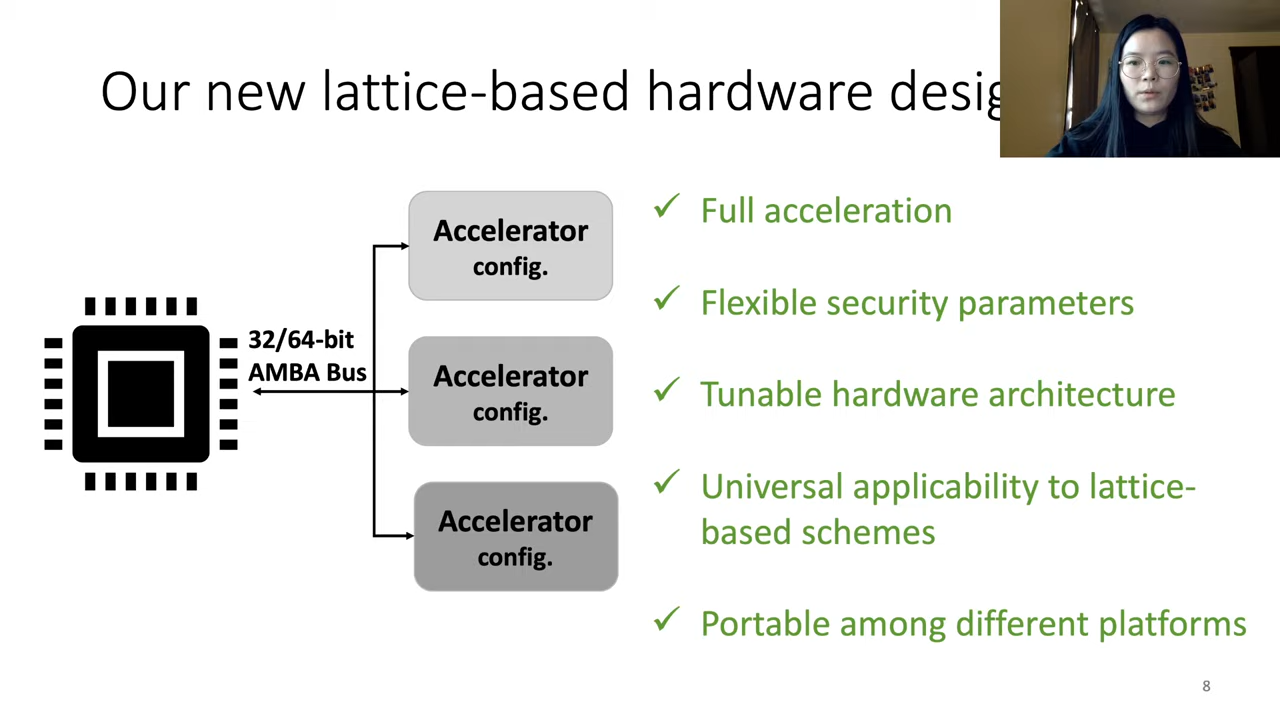 Our new lattice-based hardware desig
Accelerator
config.
32/64-bit
AMBA Bus
Accelerator
config.
Accelerator
config.
✓ Full acceleration
✓ Flexible security parameters
✓ Tunable hardware architecture
✓ Universal applicability to lattice-
based schemes
✓ Portable among different platforms
8